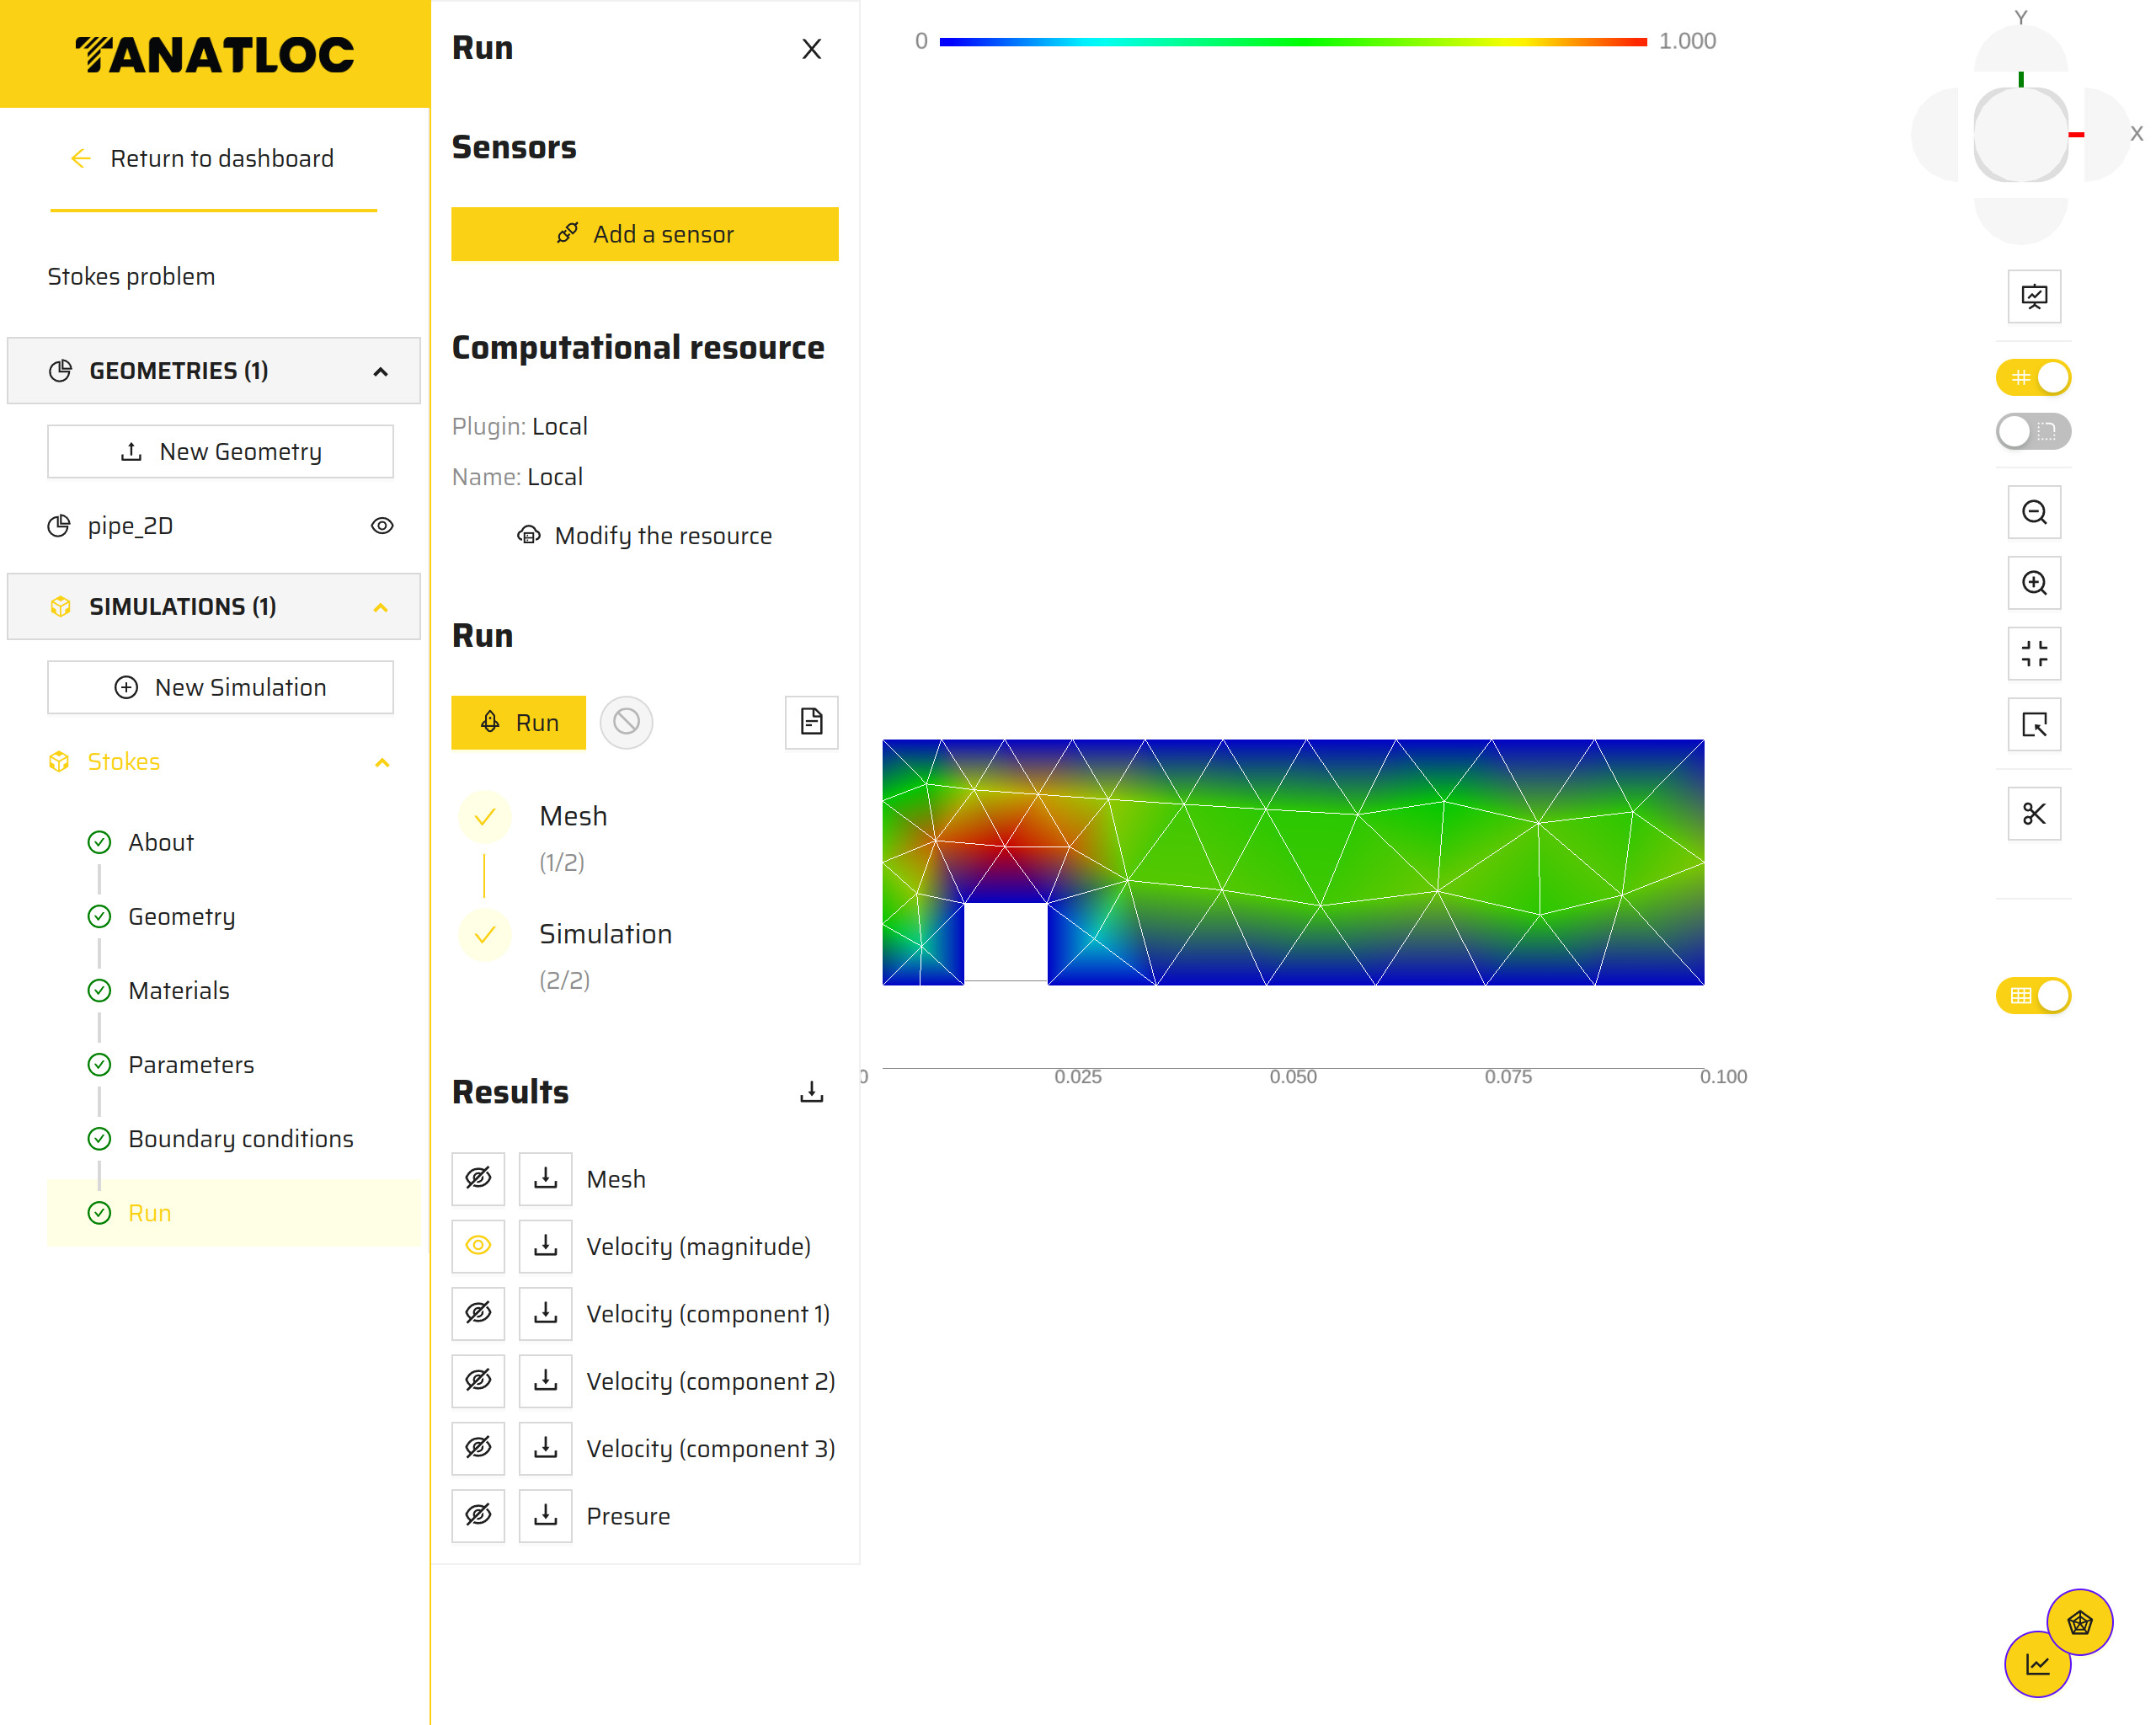 TANATLOC
Return to dashboard
Stokes problem
GEOMETRIES (1)
New Geometry
pipe_2D
SIMULATIONS (1)
New Simulation
Stokes
About
Geometry
Materials
Parameters
Boundary conditions
Run
Run
X
Sensors
Add a sensor
Computational resource
Plugin: Local
Name: Local
Modify the resource
Run
Run
Mesh
(1/2)
Simulation
(2/2)
Results
Mesh
Velocity (magnitude)
Velocity (component 1)
Velocity (component 2)
Velocity (component 3)
Presure
0 1.000
0 0.025 0.050 0.075 0.100
Y
X